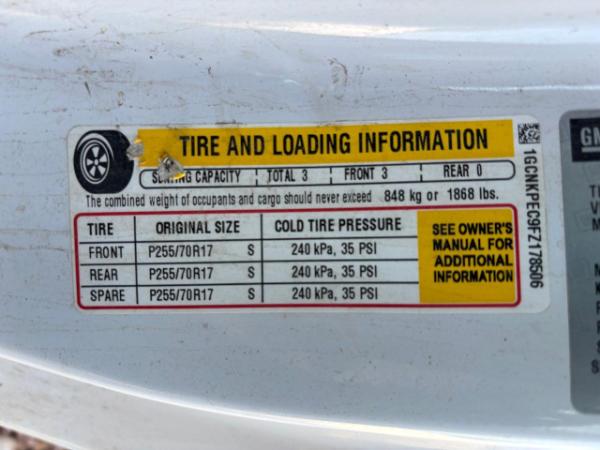 TIRE AND LOADING INFORMATION
SEATING CAPACITY TOTAL 3 FRONT 3 REAR 0
The combined weight of occupants and cargo should never exceed 848 kg or 1868 lbs.
TIRE ORIGINAL SIZE COLD TIRE PRESSURE
FRONT P255/70R17 S 240 kPa, 35 PSI
REAR P255/70R17 S 240 kPa, 35 PSI
SPARE P255/70R17 S 240 kPa, 35 PSI
SEE OWNER'S
MANUAL FOR
ADDITIONAL
INFORMATION
1GCNKPEC9FZ178506
GM